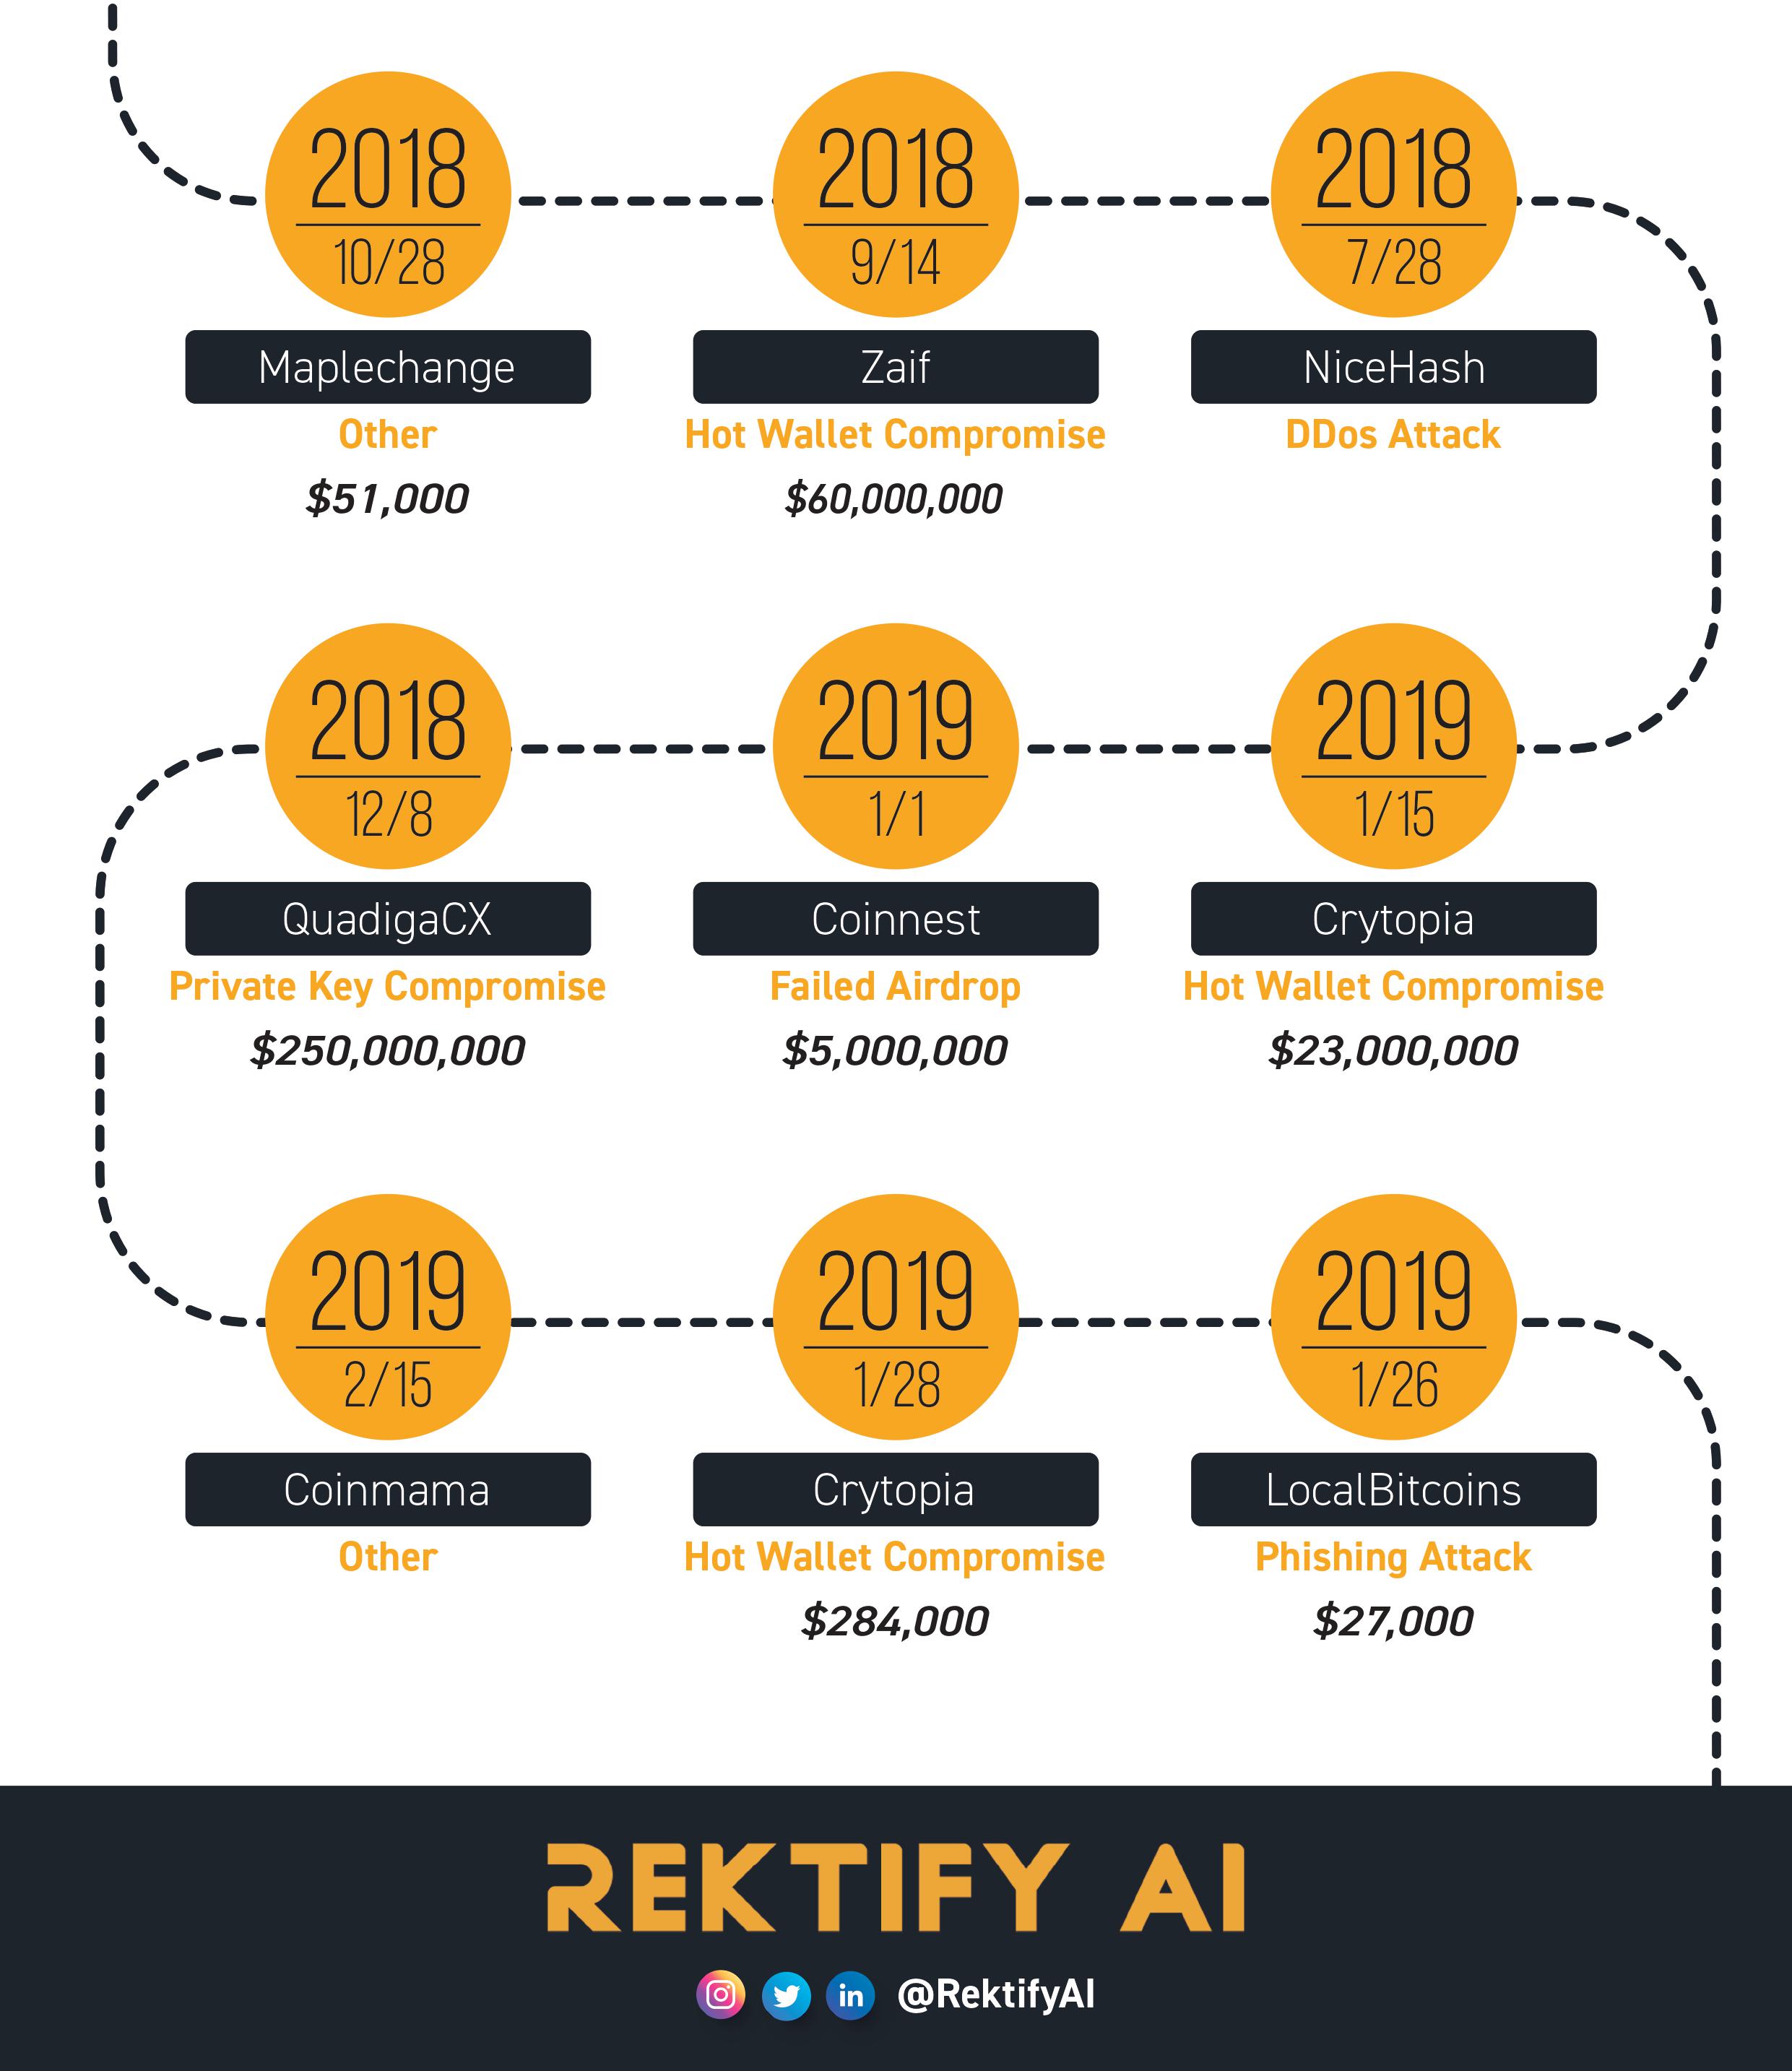 2018
10/28
Maplechange
Other
$51,000
2018
9/14
Zaif
Hot Wallet Compromise
$60,000,000
2018
7/28
NiceHash
DDos Attack
2018
12/8
QuadigaCX
Private Key Compromise
$250,000,000
2019
1/1
Coinnest
Failed Airdrop
$5,000,000
2019
1/15
Crytopia
Hot Wallet Compromise
$23,000,000
2019
2/15
Coinmama
Other
2019
1/28
Crytopia
Hot Wallet Compromise
$284,000
2019
1/26
LocalBitcoins
Phishing Attack
$27,000
REKTIFY AI
in @RektifyAI